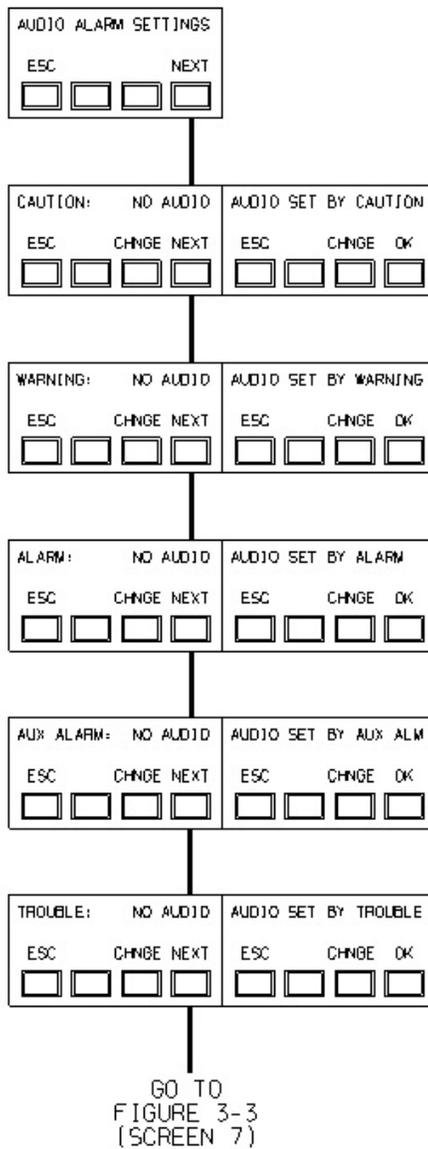 AUDIO ALARM SETTINGS
ESC NEXT
CAUTION: NO AUDIO
ESC CHNGE NEXT
AUDIO SET BY CAUTION
ESC CHNGE OK
WARNING: NO AUDIO
ESC CHNGE NEXT
AUDIO SET BY WARNING
ESC CHNGE OK
ALARM: NO AUDIO
ESC CHNGE NEXT
AUDIO SET BY ALARM
ESC CHNGE OK
AUX ALARM: NO AUDIO
ESC CHNGE NEXT
AUDIO SET BY AUX ALM
ESC CHNGE OK
TROUBLE: NO AUDIO
ESC CHNGE NEXT
AUDIO SET BY TROUBLE
ESC CHNGE OK
GO TO
FIGURE 3-3
(SCREEN 7)